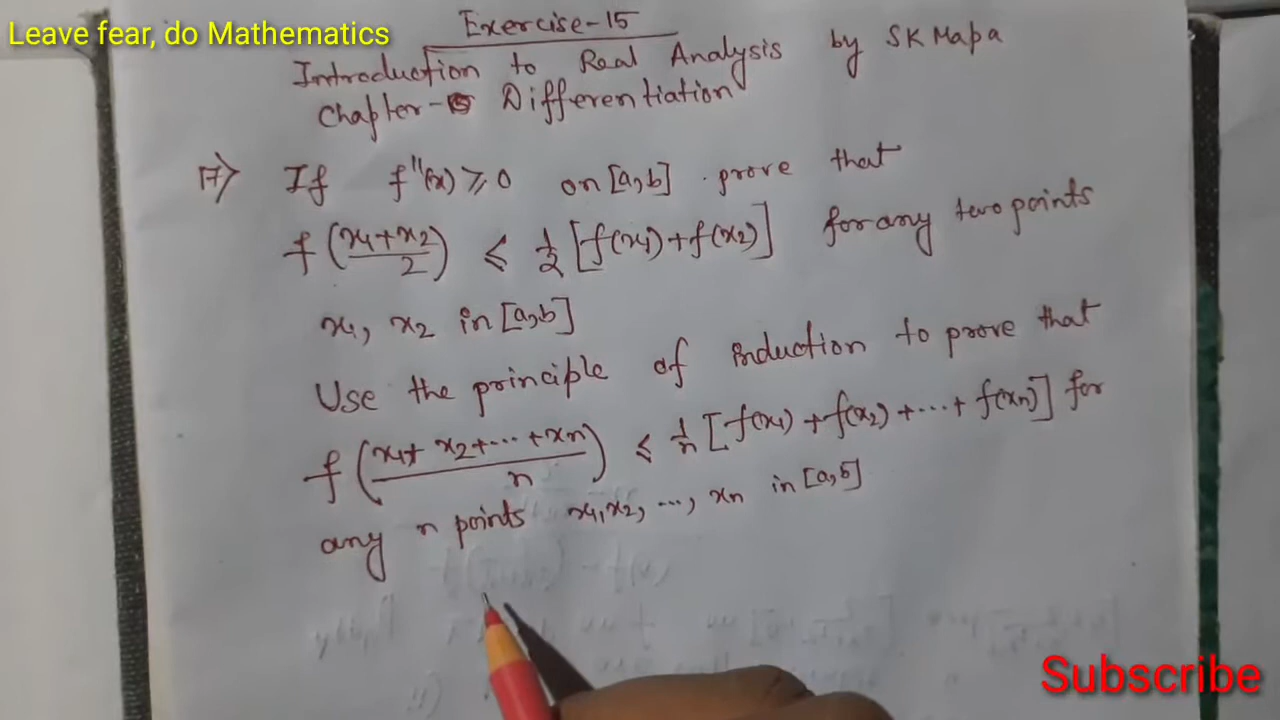 Leave fear, do Mathematics
Exercise-15
Introduction to Real Analysis by SK Mapa
Chapter- Differentiation
17) If f''(x) ≥ 0 on [a,b] . prove that
f((x₁+x₂)/2) ≤ 1/2 [f(x₁)+f(x₂)] for any two points
x₁, x₂ in [a,b]
Use the principle of induction to prove that
f((x₁+x₂+...+xn)/n) ≤ 1/n [f(x₁)+f(x₂)+...+f(xn)] for
any n points x₁,x₂, ..., xn in [a,b]
Subscribe